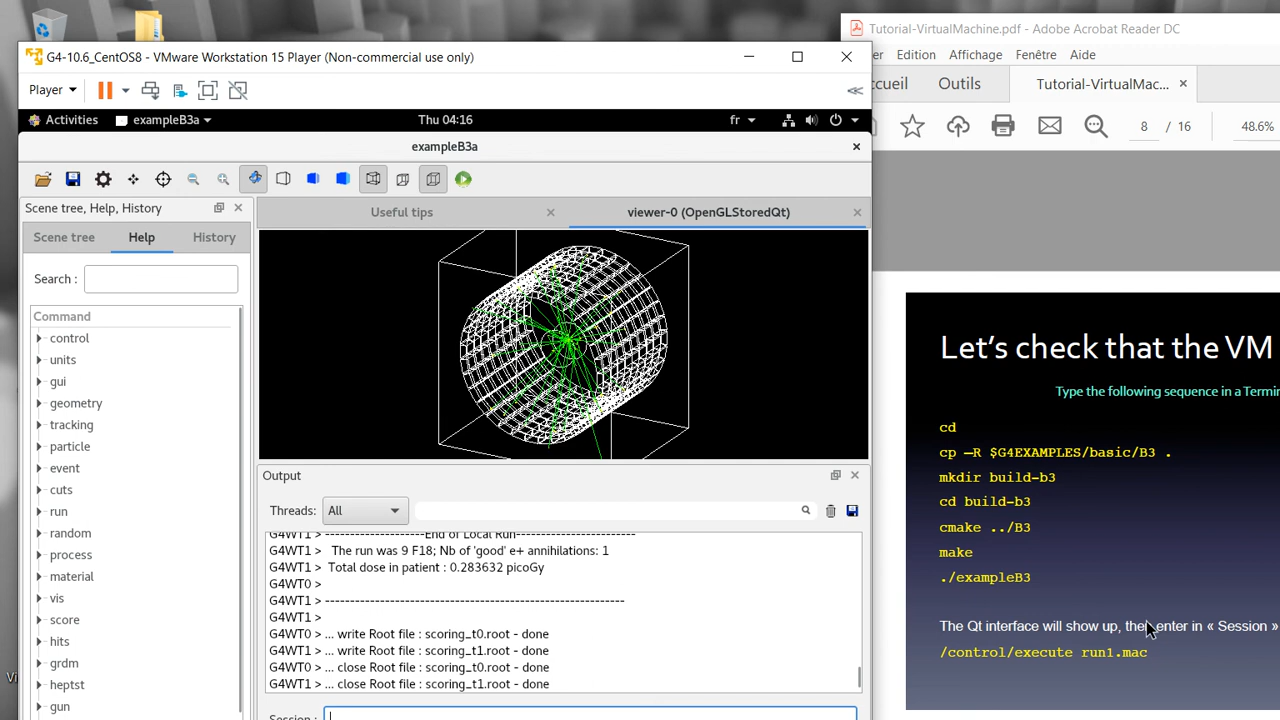 Tutorial-VirtualMachine.pdf - Adobe Acrobat Reader DC
G4-10.6_CentOS8 - VMware Workstation 15 Player (Non-commercial use only)
Edition Affichage Fenêtre Aide
Player
Outils
Tutorial-VirtualMac...
Activities
exampleB3a
Thu 04:16
fr
8 / 16
48.6%
exampleB3a
Scene tree, Help, History
Useful tips
viewer-0 (OpenGLStoredQt)
Scene tree
Help
History
Search :
Command
control
units
gui
geometry
tracking
particle
event
cuts
run
random
process
material
vis
score
hits
grdm
heptst
gun
Output
Threads:
All
G4WT1 > --------------------End of Local Run------------------------
G4WT1 > The run was 9 F18; Nb of 'good' e+ annihilations: 1
G4WT1 > Total dose in patient : 0.283632 picoGy
G4WT0 >
G4WT1 > ------------------------------------------------------------
G4WT1 >
G4WT0 > ... write Root file : scoring_t0.root - done
G4WT1 > ... write Root file : scoring_t1.root - done
G4WT0 > ... close Root file : scoring_t0.root - done
G4WT1 > ... close Root file : scoring_t1.root - done
Session :
Let's check that the VM
Type the following sequence in a
cd
cp –R $G4EXAMPLES/basic/B3 .
mkdir build-b3
cd build-b3
cmake ../B3
make
./exampleB3
The Qt interface will show up, then enter in « Session »
/control/execute run1.mac